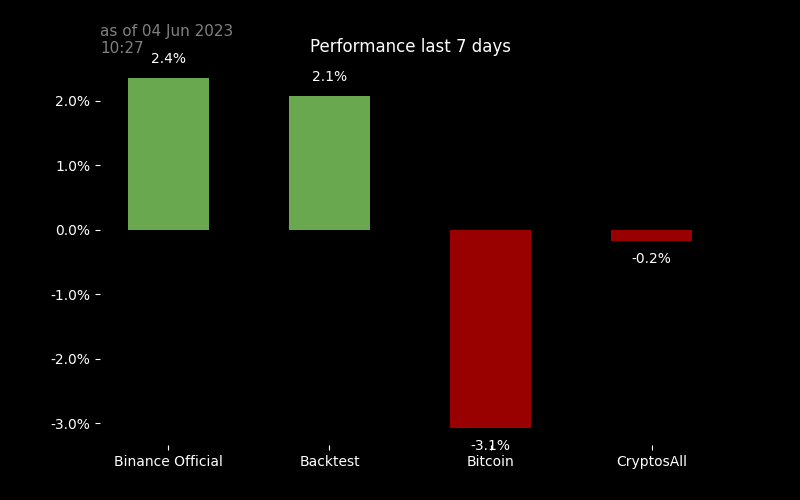 as of 04 Jun 2023
10:27
Performance last 7 days
2.4%
2.1%
2.0%
1.0%
0.0%
-0.2%
-1.0%
-2.0%
-3.0%
-3.1%
Binance Official
Backtest
Bitcoin
CryptosAll